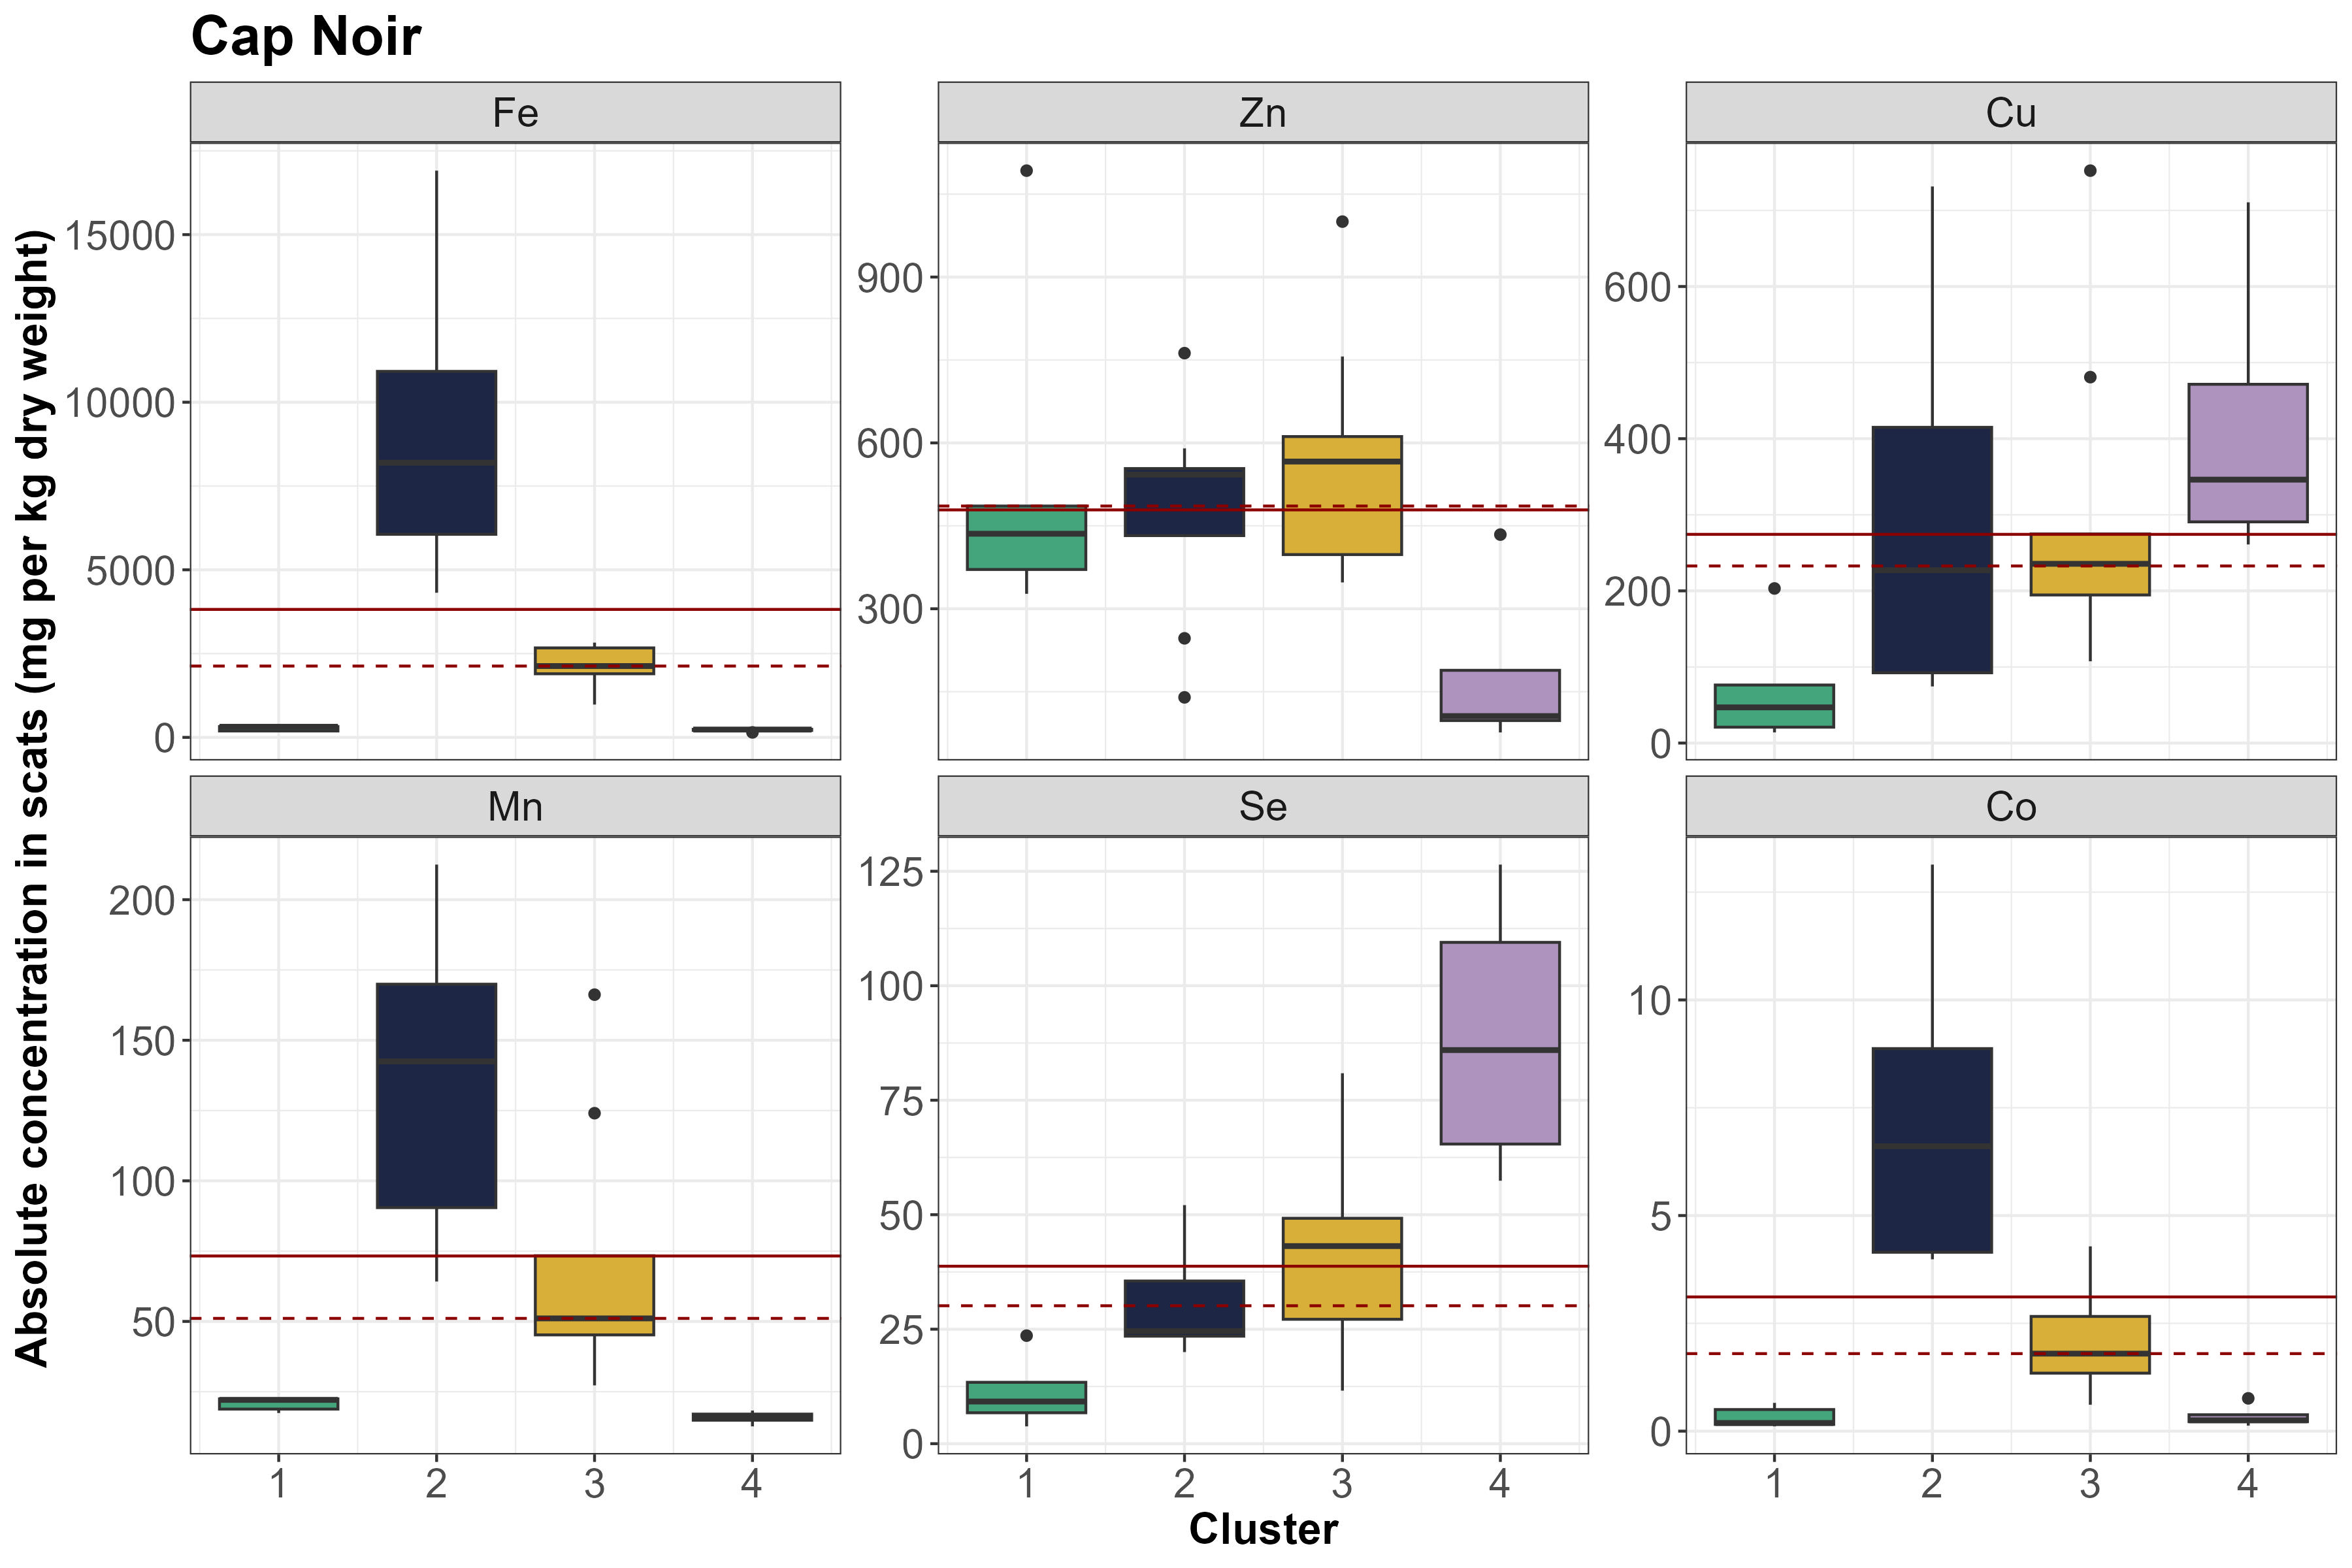 Cap Noir
Absolute concentration in scats (mg per kg dry weight)
Fe
15000
10000
5000
0
Zn
900
600
300
Cu
600
400
200
0
Mn
200
150
100
50
1 2 3 4
Se
125
100
75
50
25
0
1 2 3 4
Co
10
5
0
1 2 3 4
Cluster